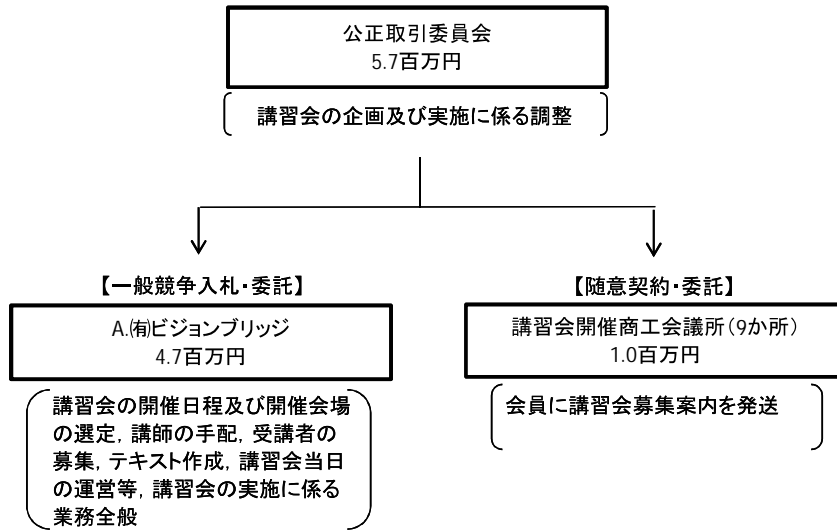 公正取引委員会
5.7百万円
講習会の企画及び実施に係る調整
【一般競争入札・委託】
A.㈲ビジョンブリッジ
4.7百万円
講習会の開催日程及び開催会場
の選定，講師の手配，受講者の
募集，テキスト作成，講習会当日
の運営等，講習会の実施に係る
業務全般
【随意契約・委託】
講習会開催商工会議所（9か所）
1.0百万円
会員に講習会募集案内を発送